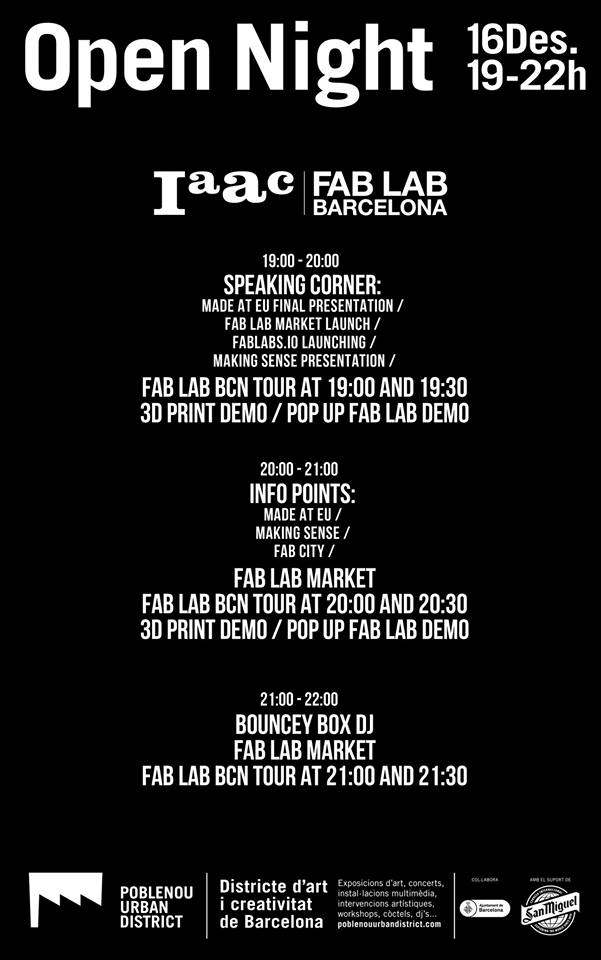 Open Night
16Des.
19-22h
Iaac
FAB LAB
BARCELONA
19:00 - 20:00
SPEAKING CORNER:
MADE AT EU FINAL PRESENTATION /
FAB LAB MARKET LAUNCH /
FABLABS.IO LAUNCHING /
MAKING SENSE PRESENTATION /
FAB LAB BCN TOUR AT 19:00 AND 19:30
3D PRINT DEMO / POP UP FAB LAB DEMO
20:00 - 21:00
INFO POINTS:
MADE AT EU /
MAKING SENSE /
FAB CITY /
FAB LAB MARKET
FAB LAB BCN TOUR AT 20:00 AND 20:30
3D PRINT DEMO / POP UP FAB LAB DEMO
21:00 - 22:00
BOUNCEY BOX DJ
FAB LAB MARKET
FAB LAB BCN TOUR AT 21:00 AND 21:30
POBLENOU
URBAN
DISTRICT
Districte d'art
i creativitat
de Barcelona
Exposicions d'art, concerts,
instal·lacions multimèdia,
intervencions artístiques,
workshops, còctels, dj's...
poblenouurbandistrict.com
COL·LABORA
Ajuntament de
Barcelona
AMB EL SUPORT DE
San Miguel